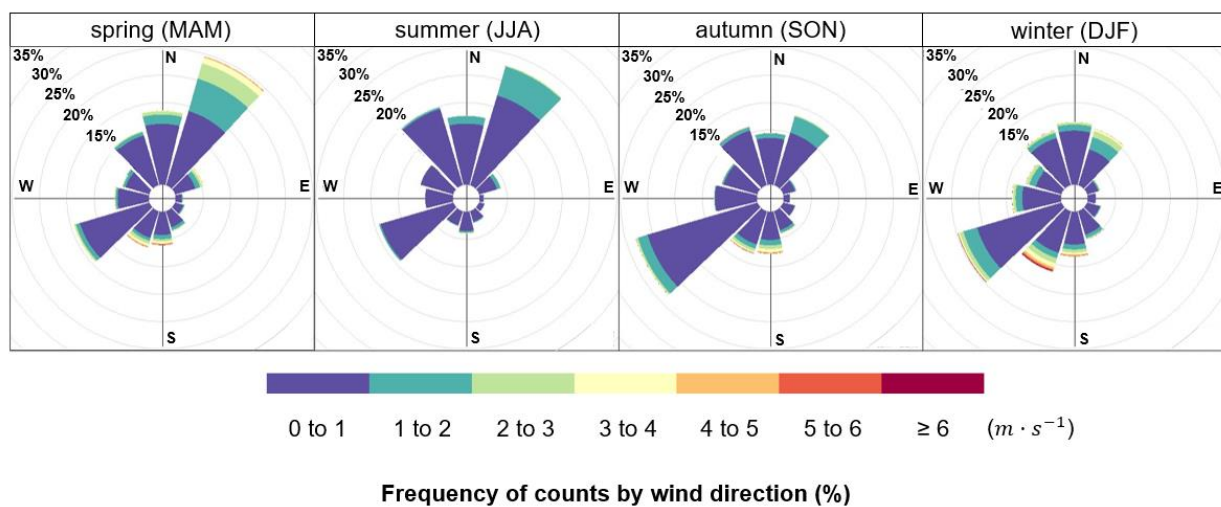 spring (MAM) summer (JJA) autumn (SON) winter (DJF)
35% N 35% N 35% N 35% N
30% 30% 30% 30%
25% 25% 25% 25%
20% 20% 20% 20%
15% 15% 15%
W E W E W E W E
S S S S
0 to 1 1 to 2 2 to 3 3 to 4 4 to 5 5 to 6 ≥ 6 (m · s⁻¹)
Frequency of counts by wind direction (%)